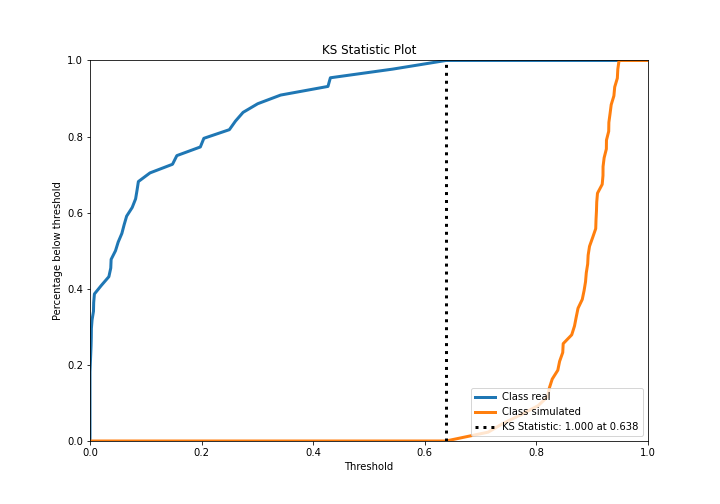 KS Statistic Plot
1.0
0.8
0.6
0.4
0.2
0.0
Percentage below threshold
0.0 0.2 0.4 0.6 0.8 1.0
Threshold
Class real
Class simulated
KS Statistic: 1.000 at 0.638